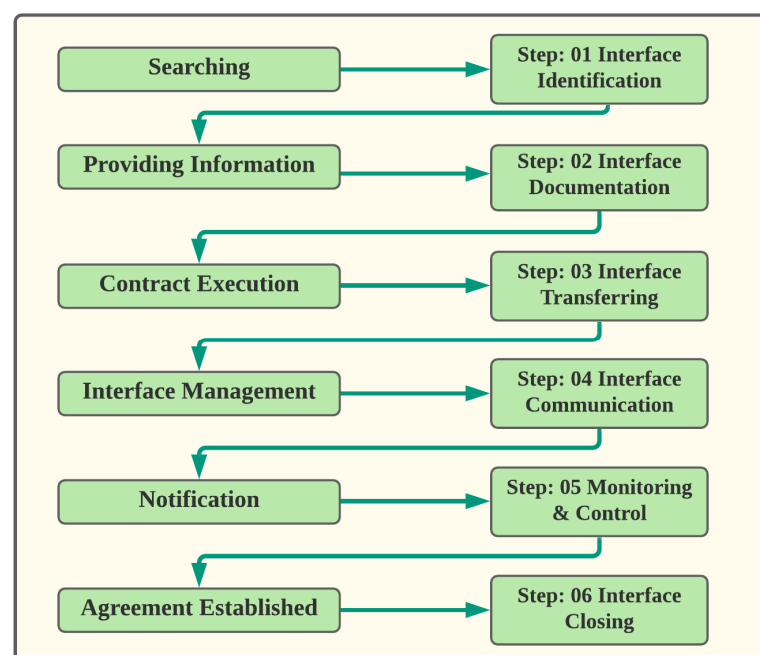 Searching
Step: 01 Interface
Identification
Providing Information
Step: 02 Interface
Documentation
Contract Execution
Step: 03 Interface
Transferring
Interface Management
Step: 04 Interface
Communication
Notification
Step: 05 Monitoring
& Control
Agreement Established
Step: 06 Interface
Closing